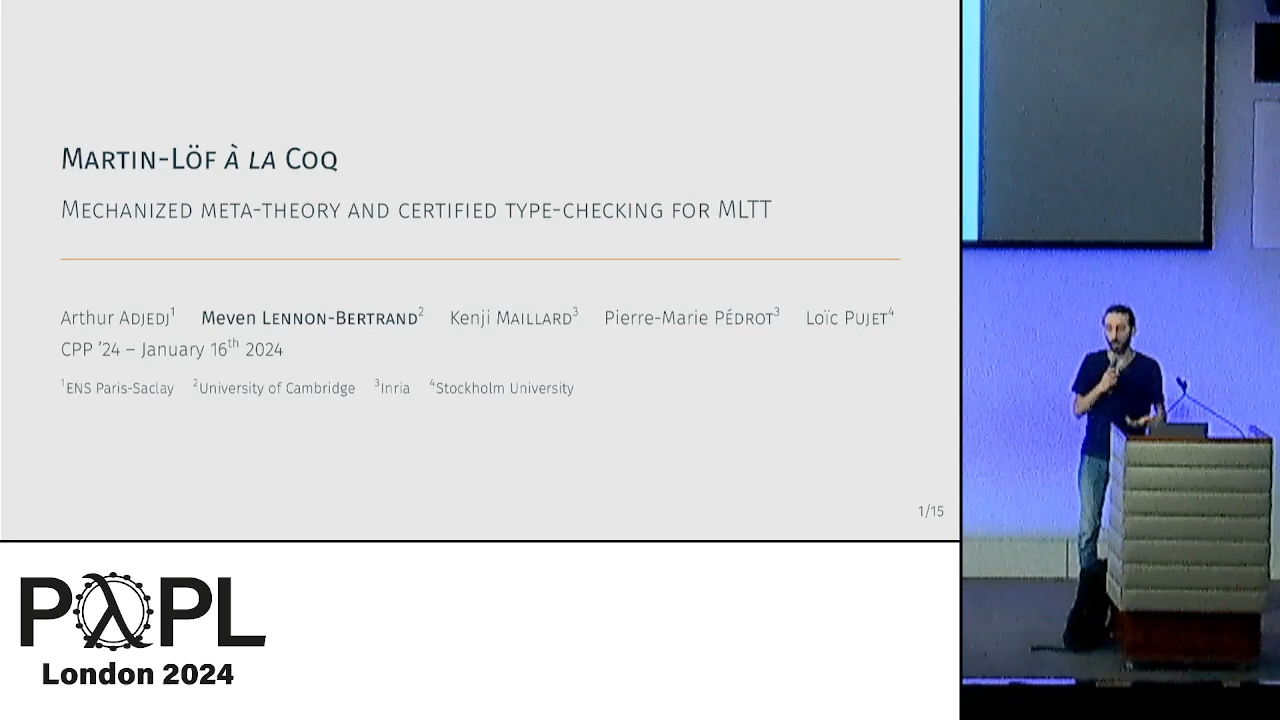 MARTIN-LÖF À LA COQ
MECHANIZED META-THEORY AND CERTIFIED TYPE-CHECKING FOR MLTT
Arthur ADJEDJ¹ Meven LENNON-BERTRAND² Kenji MAILLARD³ Pierre-Marie PÉDROT³ Loïc PUJET⁴
CPP ’24 – January 16th 2024
¹ENS Paris-Saclay ²University of Cambridge ³Inria ⁴Stockholm University
1/15
PλPL
London 2024